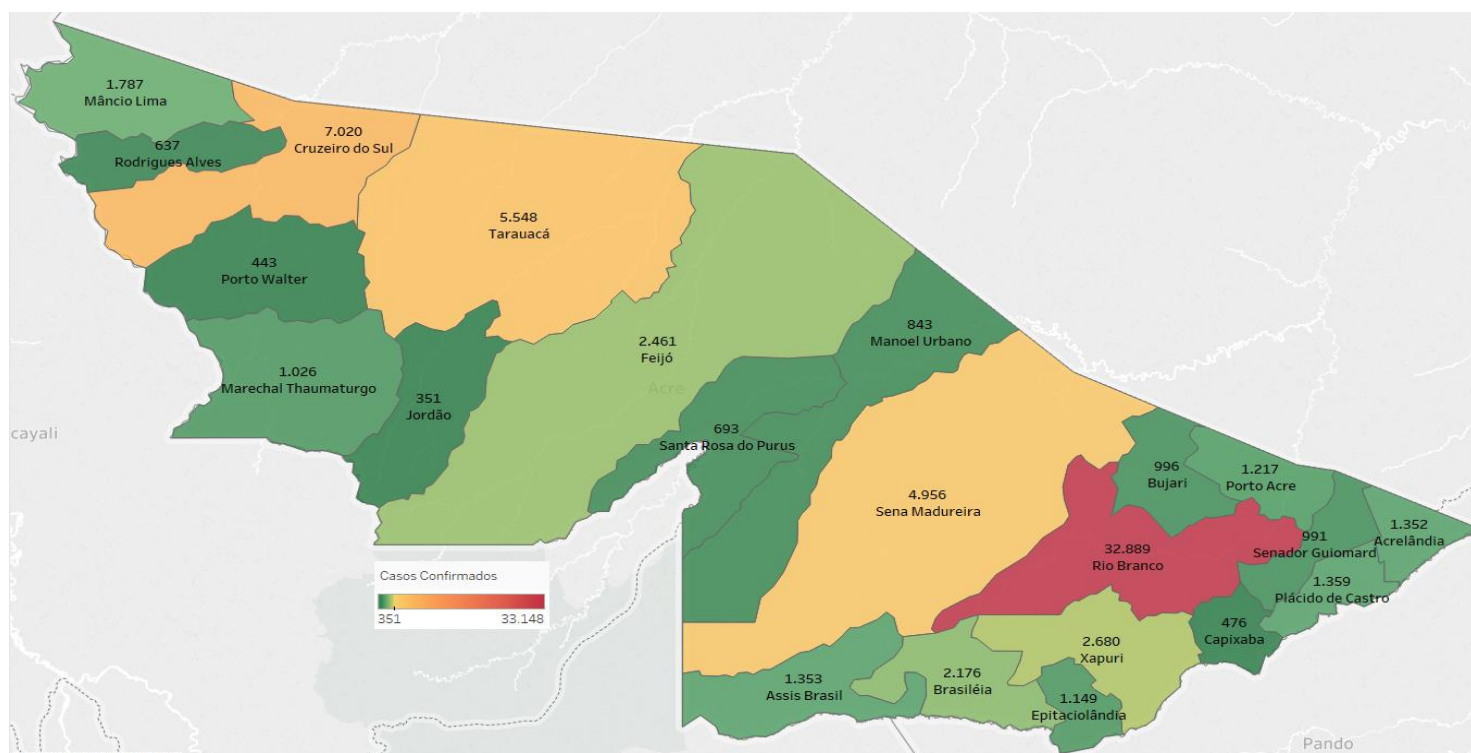 1.787
Mâncio Lima
637
Rodrigues Alves
7.020
Cruzeiro do Sul
5.548
Tarauacá
443
Porto Walter
1.026
Marechal Thaumaturgo
351
Jordão
2.461
Feijó
Acre
843
Manoel Urbano
693
Santa Rosa do Purus
cayali
4.956
Sena Madureira
996
Bujari
1.217
Porto Acre
991
Senador Guiomard
1.352
Acrelândia
32.889
Rio Branco
1.359
Plácido de Castro
476
Capixaba
2.680
Xapuri
1.353
Assis Brasil
2.176
Brasiléia
1.149
Epitaciolândia
Casos Confirmados
351 33.148
Pando